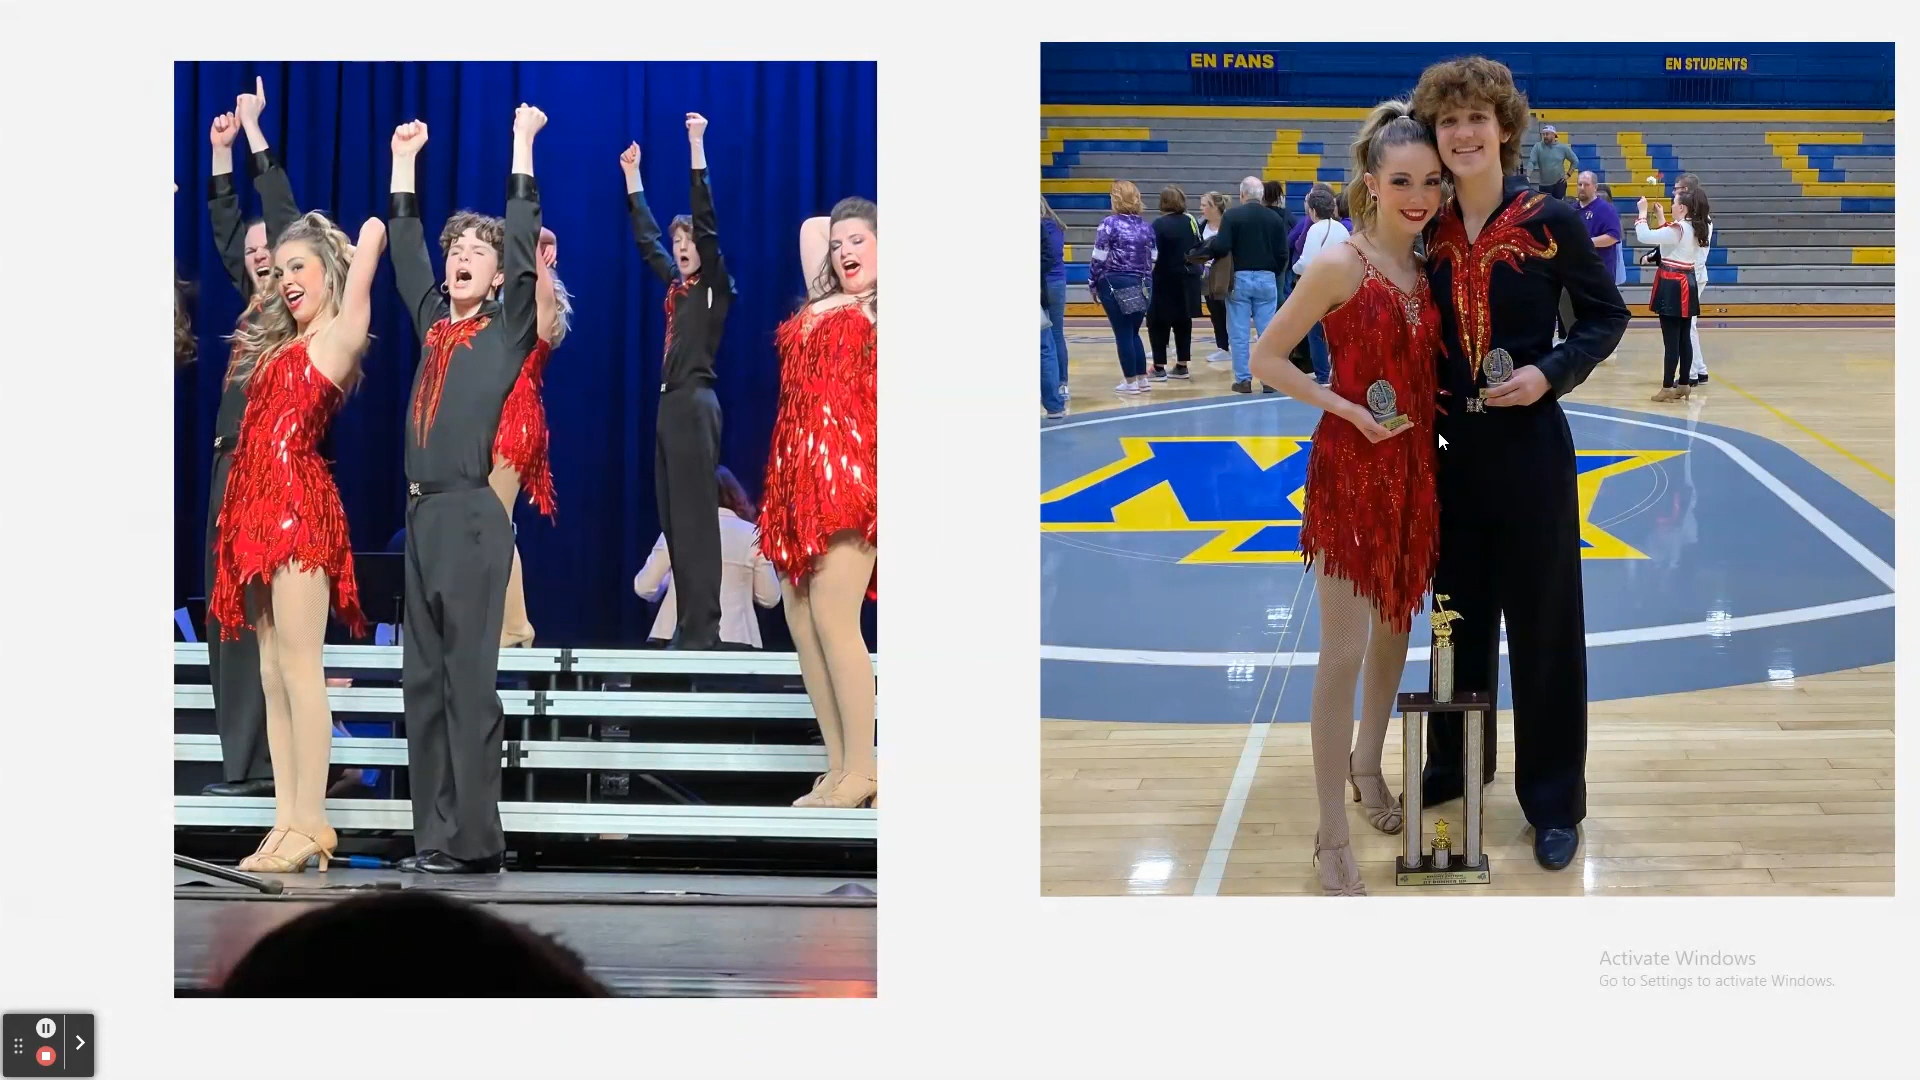 EN FANS
EN STUDENTS
Activate Windows
Go to Settings to activate Windows.